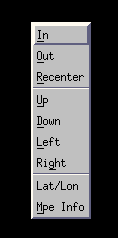 In
Out
Recenter
Up
Down
Left
Right
Lat/Lon
Mpe Info